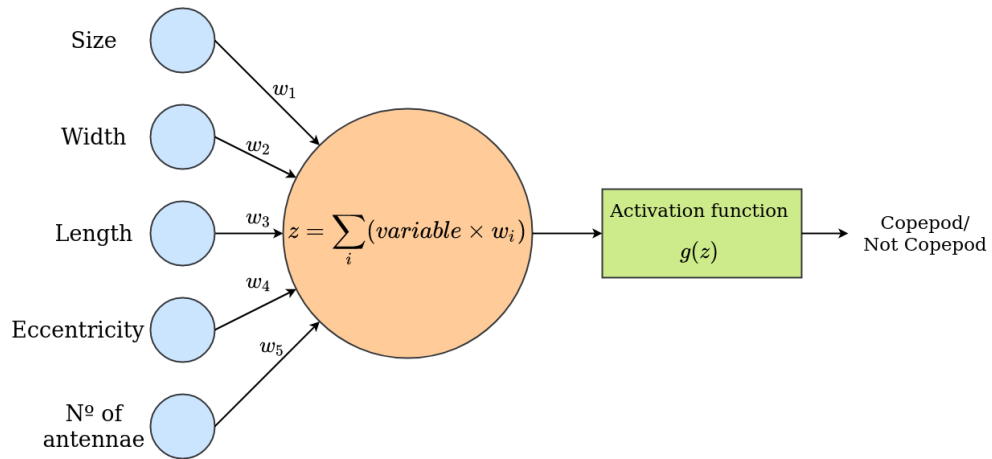 Size
w₁
Width
w₂
Length
w₃
z = ∑ᵢ(variable × wᵢ)
Eccentricity
w₄
Nº of
antennae
w₅
Activation function
g(z)
Copepod/
Not Copepod